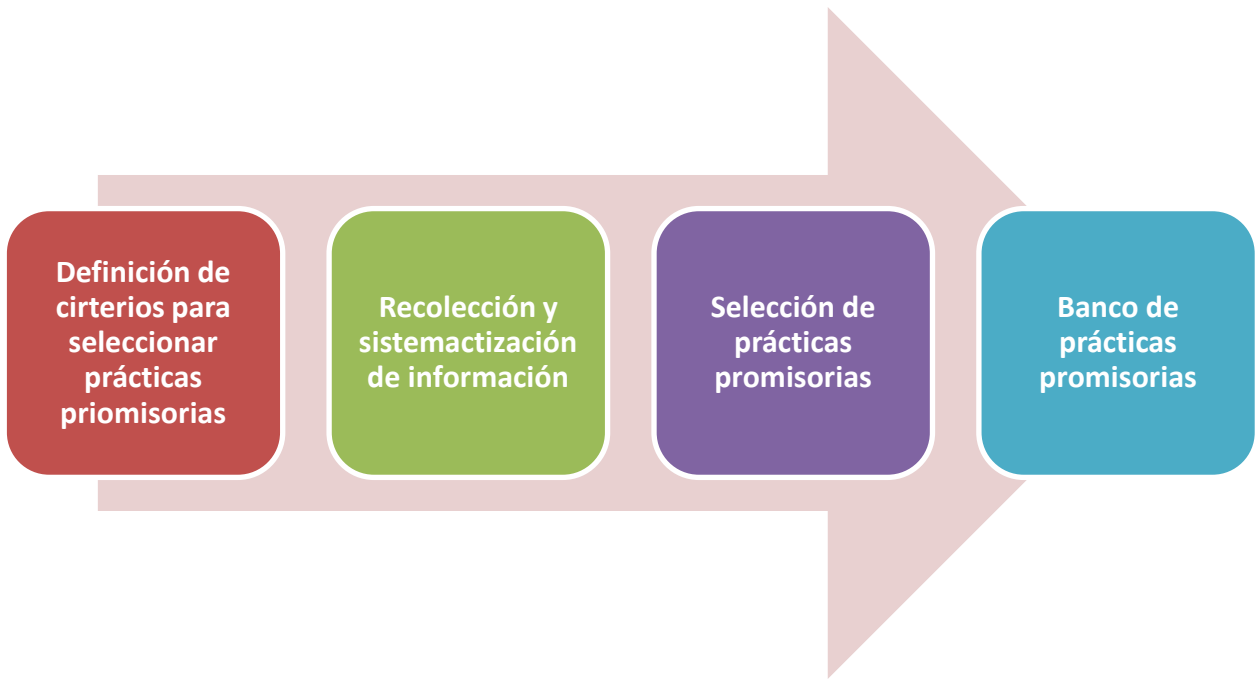 Definición de
cirterios para
seleccionar
prácticas
priomisorias
Recolección y
sistemactización
de información
Selección de
prácticas
promisorias
Banco de
prácticas
promisorias